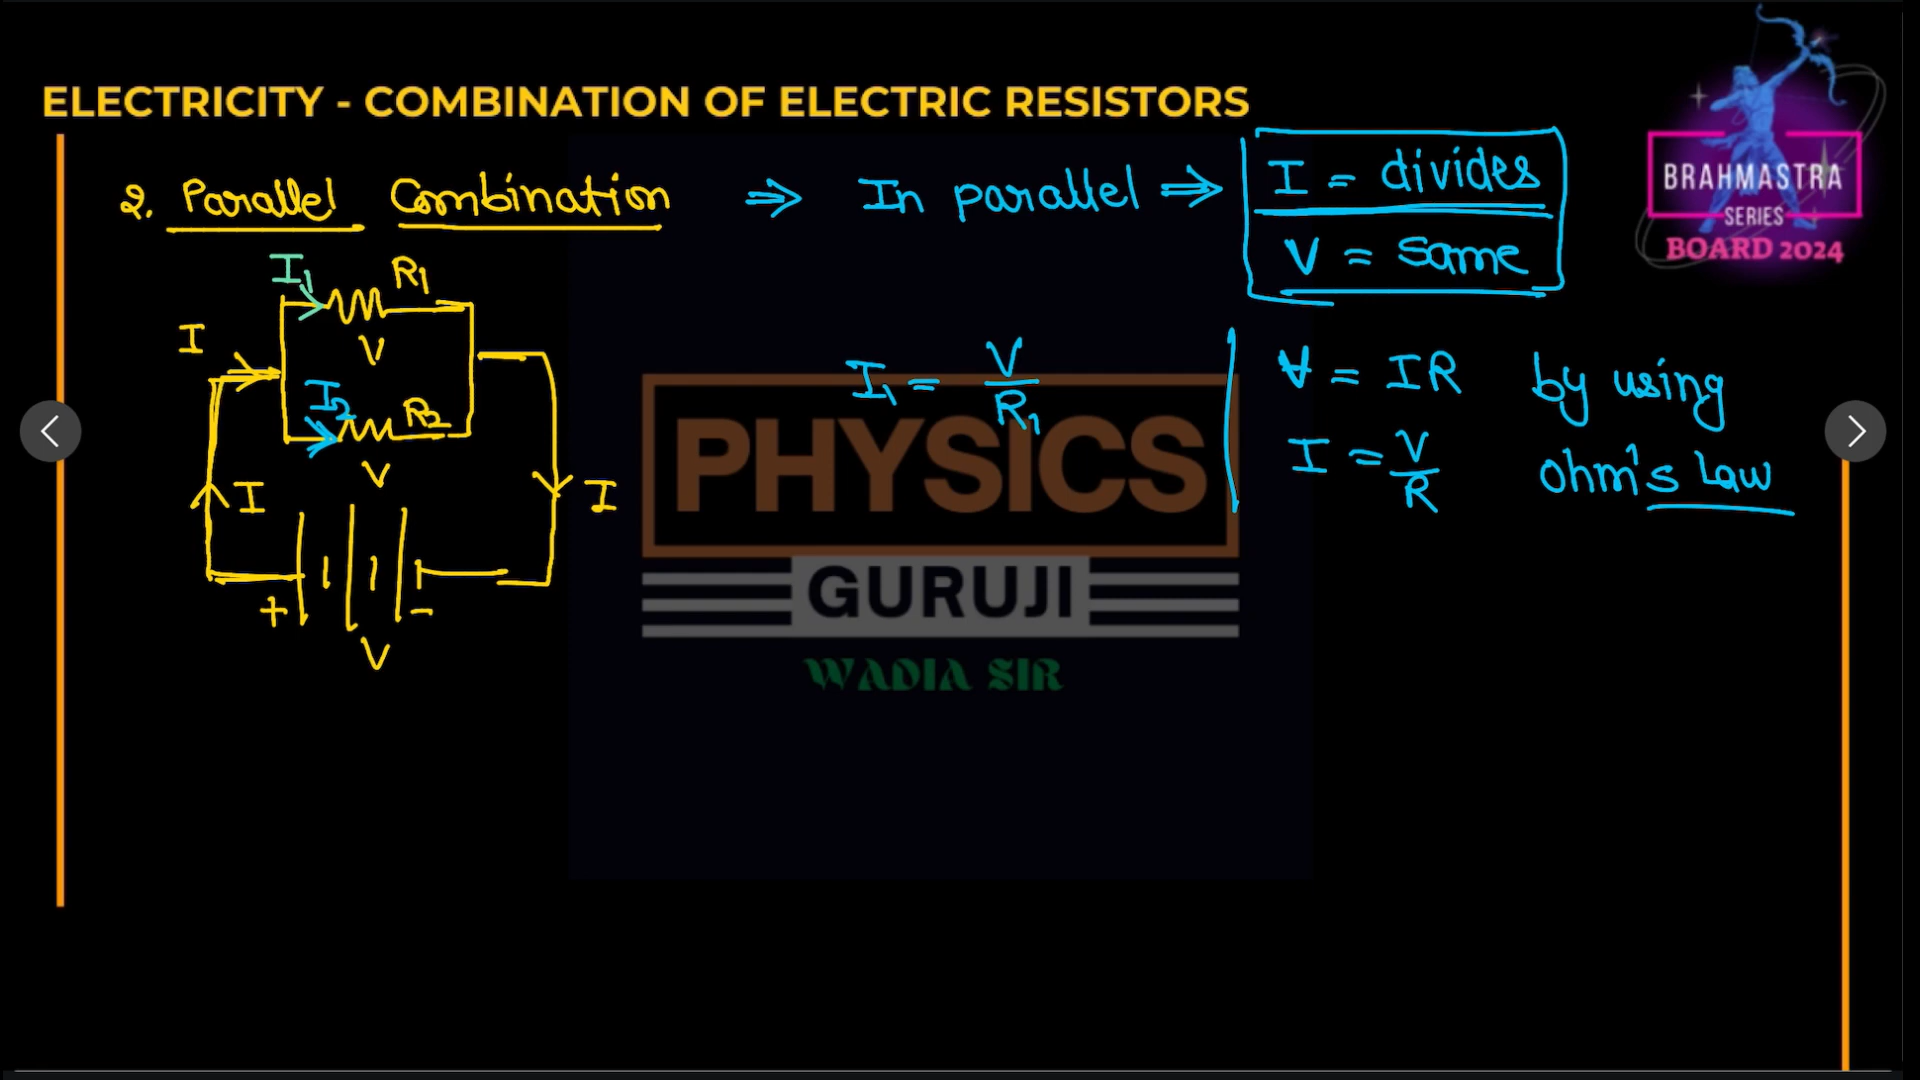 ELECTRICITY - COMBINATION OF ELECTRIC RESISTORS
BRAHMASTRA
SERIES
BOARD 2024
2. Parallel Combination ⇒ In parallel ⇒ I = divides
V = Same
I1 R1
I
V
I2 R2
V
I
I
+ -
V
I1 = V/R1
V = IR by using
I = V/R ohm's Law
PHYSICS
GURUJI
WADIA SIR